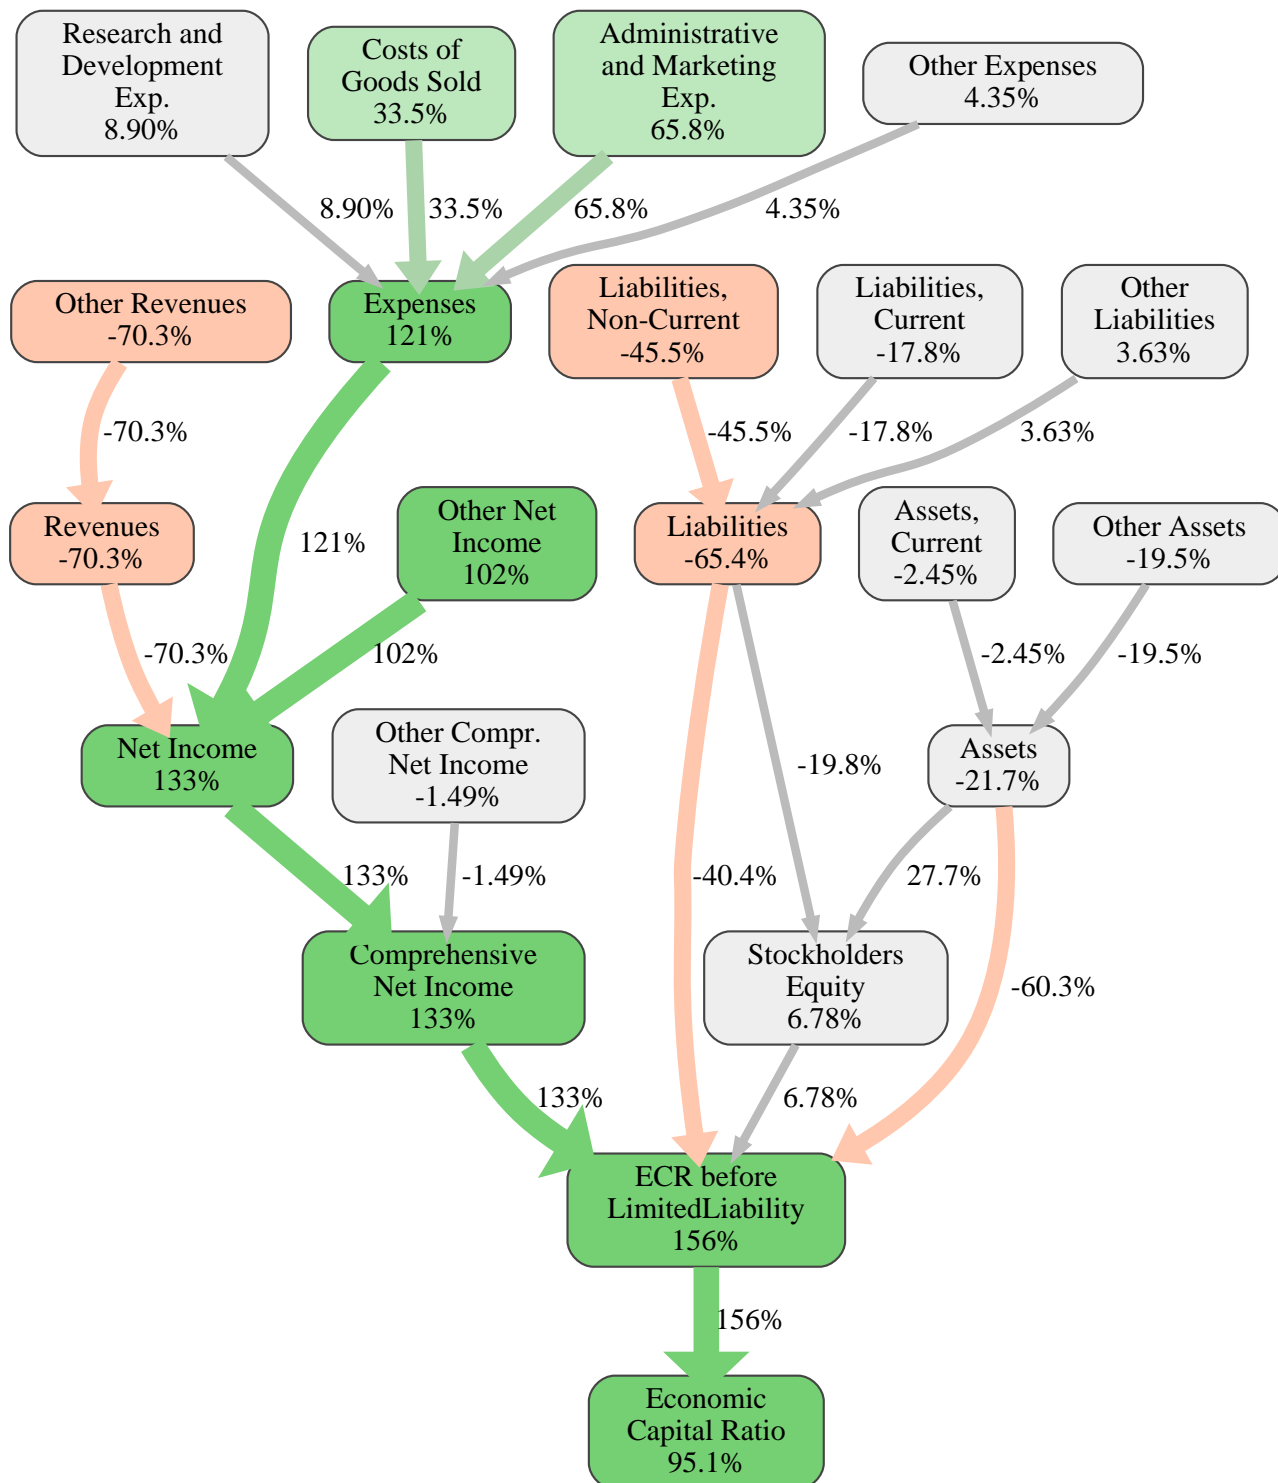 Research and
Development
Exp.
8.90%
Costs of
Goods Sold
33.5%
Administrative
and Marketing
Exp.
65.8%
Other Expenses
4.35%
8.90%
33.5%
65.8%
4.35%
Other Revenues
-70.3%
Expenses
121%
Liabilities,
Non-Current
-45.5%
Liabilities,
Current
-17.8%
Other
Liabilities
3.63%
-70.3%
-45.5%
-17.8%
3.63%
Revenues
-70.3%
121%
Other Net
Income
102%
Liabilities
-65.4%
Assets,
Current
-2.45%
Other Assets
-19.5%
-70.3%
102%
-2.45%
-19.5%
Net Income
133%
Other Compr.
Net Income
-1.49%
-19.8%
Assets
-21.7%
133%
-1.49%
-40.4%
27.7%
Comprehensive
Net Income
133%
Stockholders
Equity
6.78%
-60.3%
133%
6.78%
ECR before
LimitedLiability
156%
156%
Economic
Capital Ratio
95.1%